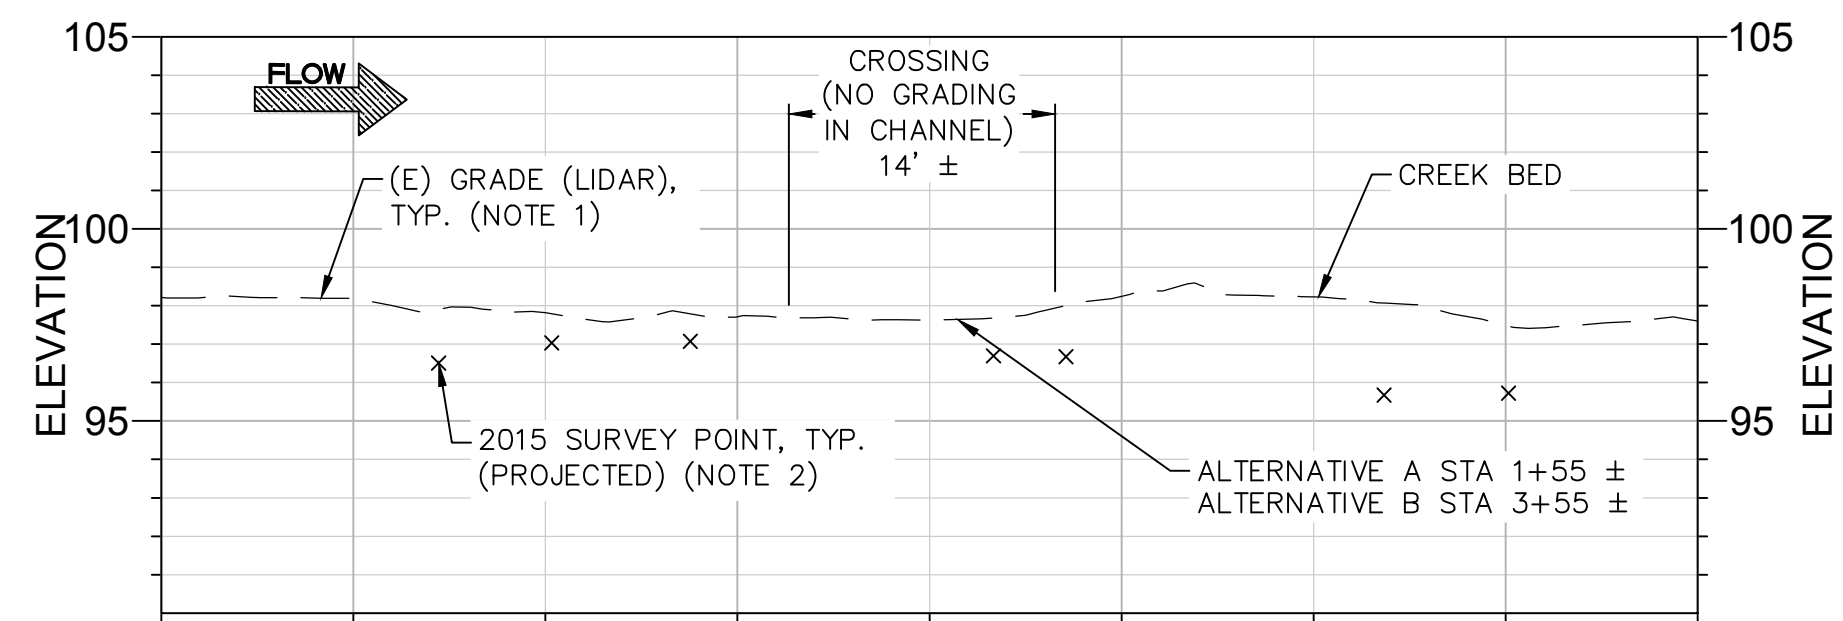 105
105
FLOW
CROSSING
(NO GRADING
IN CHANNEL)
14' ±
(E) GRADE (LIDAR),
TYP. (NOTE 1)
CREEK BED
100
100
ELEVATION
ELEVATION
95
95
2015 SURVEY POINT, TYP.
(PROJECTED) (NOTE 2)
ALTERNATIVE A STA 1+55 ±
ALTERNATIVE B STA 3+55 ±